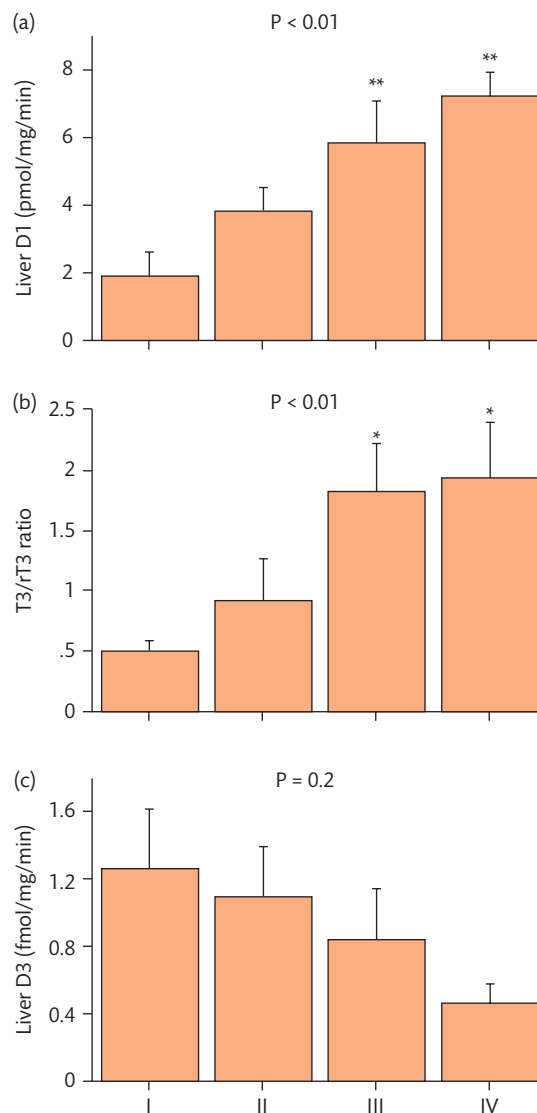 (a)
P < 0.01
Liver D1 (pmol/mg/min)
8
**
**
6
4
2
0
(b)
P < 0.01
T3/rT3 ratio
2.5
*
*
2
1.5
1
.5
0
(c)
P = 0.2
Liver D3 (fmol/mg/min)
1.6
1.2
0.8
0.4
0
I II III IV